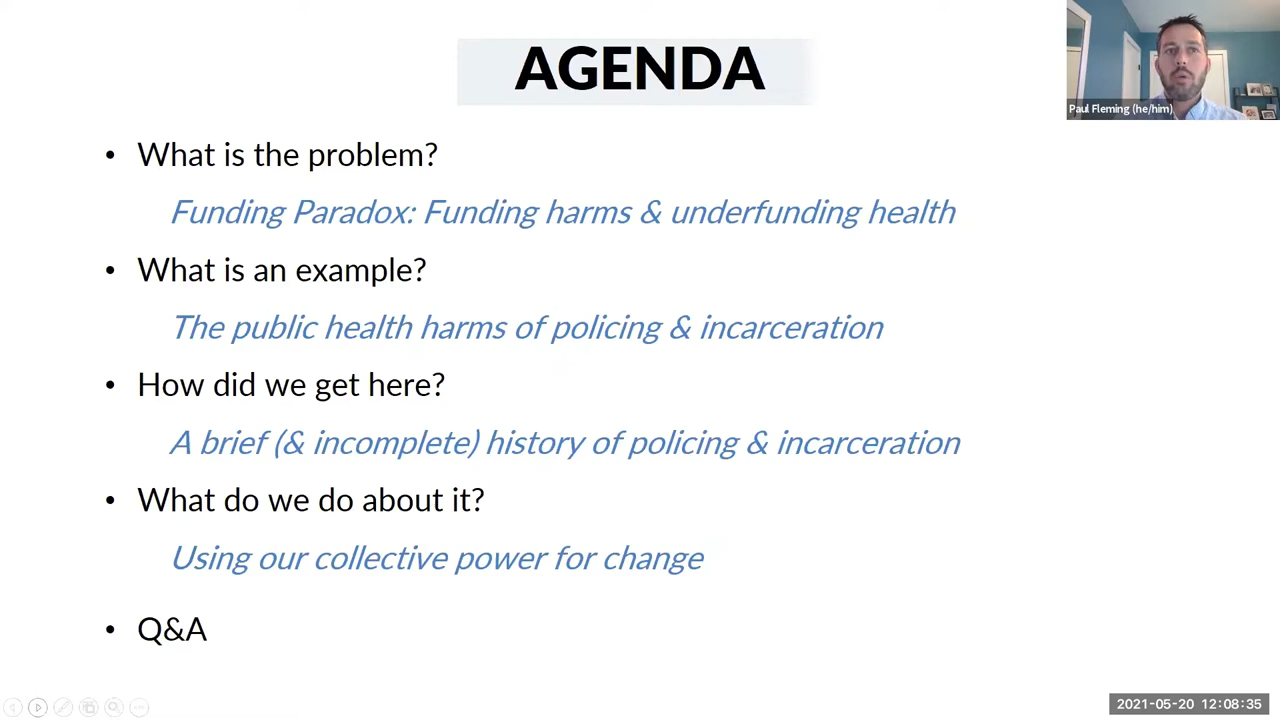 AGENDA
Paul Fleming (he/him)
• What is the problem?
Funding Paradox: Funding harms & underfunding health
• What is an example?
The public health harms of policing & incarceration
• How did we get here?
A brief (& incomplete) history of policing & incarceration
• What do we do about it?
Using our collective power for change
• Q&A
2021-05-20 12:08:35